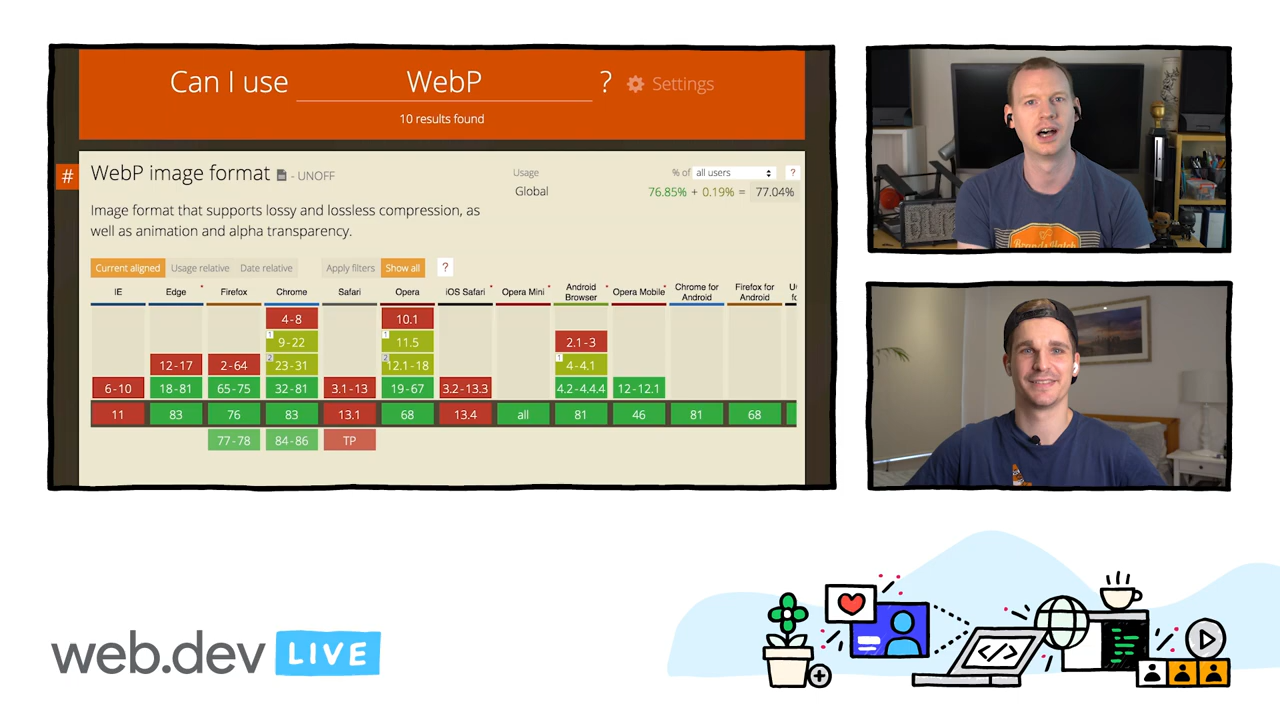 Can I use WebP ? Settings
10 results found
#
WebP image format - UNOFF
Usage % of all users ?
Global 76.85% + 0.19% = 77.04%
Image format that supports lossy and lossless compression, as
well as animation and alpha transparency.
Current aligned Usage relative Date relative Apply filters Show all ?
IE Edge * Firefox Chrome Safari Opera iOS Safari * Opera Mini * Android Browser * Opera Mobile * Chrome for Android Firefox for Android
4-8 10.1
1 9-22 1 11.5 2.1-3
12-17 2-64 2 23-31 2 12.1-18 1 4-4.1
6-10 18-81 65-75 32-81 3.1-13 19-67 3.2-13.3 4.2-4.4.4 12-12.1
11 83 76 83 13.1 68 13.4 all 81 46 81 68
77-78 84-86 TP
web.dev LIVE
</>